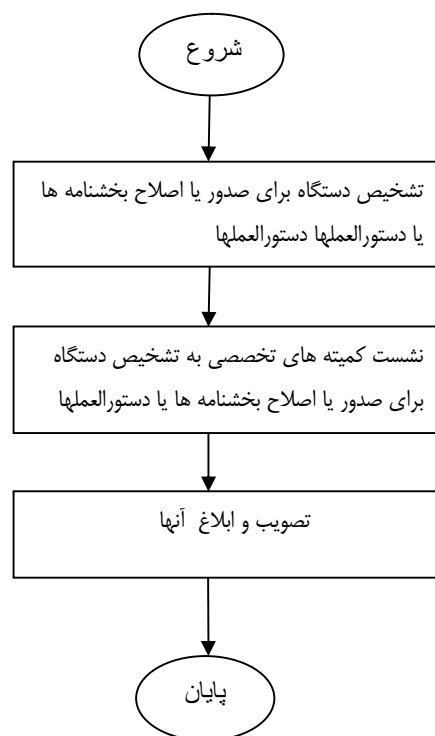 شروع
تشخیص دستگاه برای صدور یا اصلاح بخشنامه ها
یا دستورالعملها دستورالعملها
نشست کمیته های تخصصی به تشخیص دستگاه
برای صدور یا اصلاح بخشنامه ها یا دستورالعملها
تصویب و ابلاغ آنها
پایان